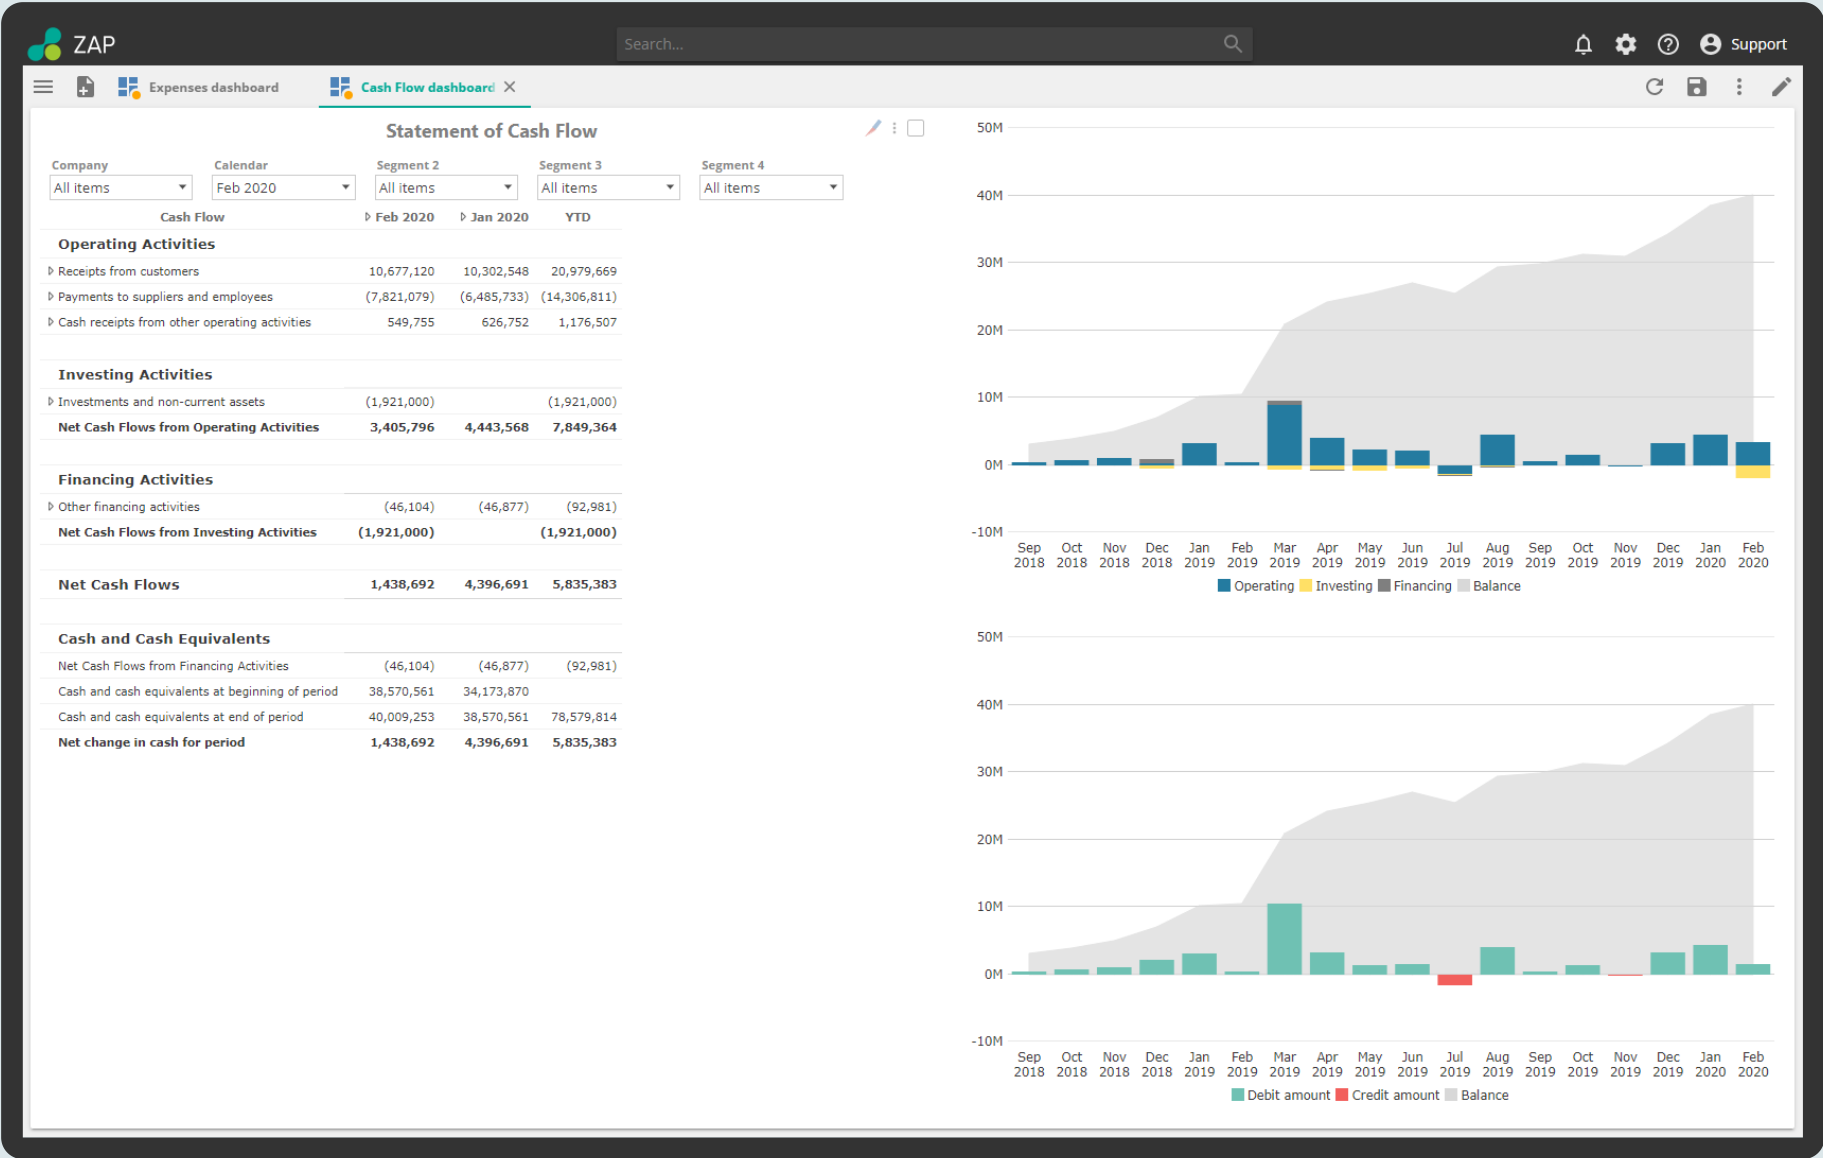 ZAP
Search...
Support
Expenses dashboard
Cash Flow dashboard
Statement of Cash Flow
Company Calendar Segment 2 Segment 3 Segment 4
All items Feb 2020 All items All items All items
Cash Flow Feb 2020 Jan 2020 YTD
Operating Activities
Receipts from customers 10,677,120 10,302,548 20,979,669
Payments to suppliers and employees (7,821,079) (6,485,733) (14,306,811)
Cash receipts from other operating activities 549,755 626,752 1,176,507
Investing Activities
Investments and non-current assets (1,921,000) (1,921,000)
Net Cash Flows from Operating Activities 3,405,796 4,443,568 7,849,364
Financing Activities
Other financing activities (46,104) (46,877) (92,981)
Net Cash Flows from Investing Activities (1,921,000) (1,921,000)
Net Cash Flows 1,438,692 4,396,691 5,835,383
Cash and Cash Equivalents
Net Cash Flows from Financing Activities (46,104) (46,877) (92,981)
Cash and cash equivalents at beginning of period 38,570,561 34,173,870
Cash and cash equivalents at end of period 40,009,253 38,570,561 78,579,814
Net change in cash for period 1,438,692 4,396,691 5,835,383
50M
40M
30M
20M
10M
0M
-10M
Sep Oct Nov Dec Jan Feb Mar Apr May Jun Jul Aug Sep Oct Nov Dec Jan Feb
2018 2018 2018 2018 2019 2019 2019 2019 2019 2019 2019 2019 2019 2019 2019 2019 2020 2020
Operating Investing Financing Balance
50M
40M
30M
20M
10M
0M
-10M
Sep Oct Nov Dec Jan Feb Mar Apr May Jun Jul Aug Sep Oct Nov Dec Jan Feb
2018 2018 2018 2018 2019 2019 2019 2019 2019 2019 2019 2019 2019 2019 2019 2019 2020 2020
Debit amount Credit amount Balance